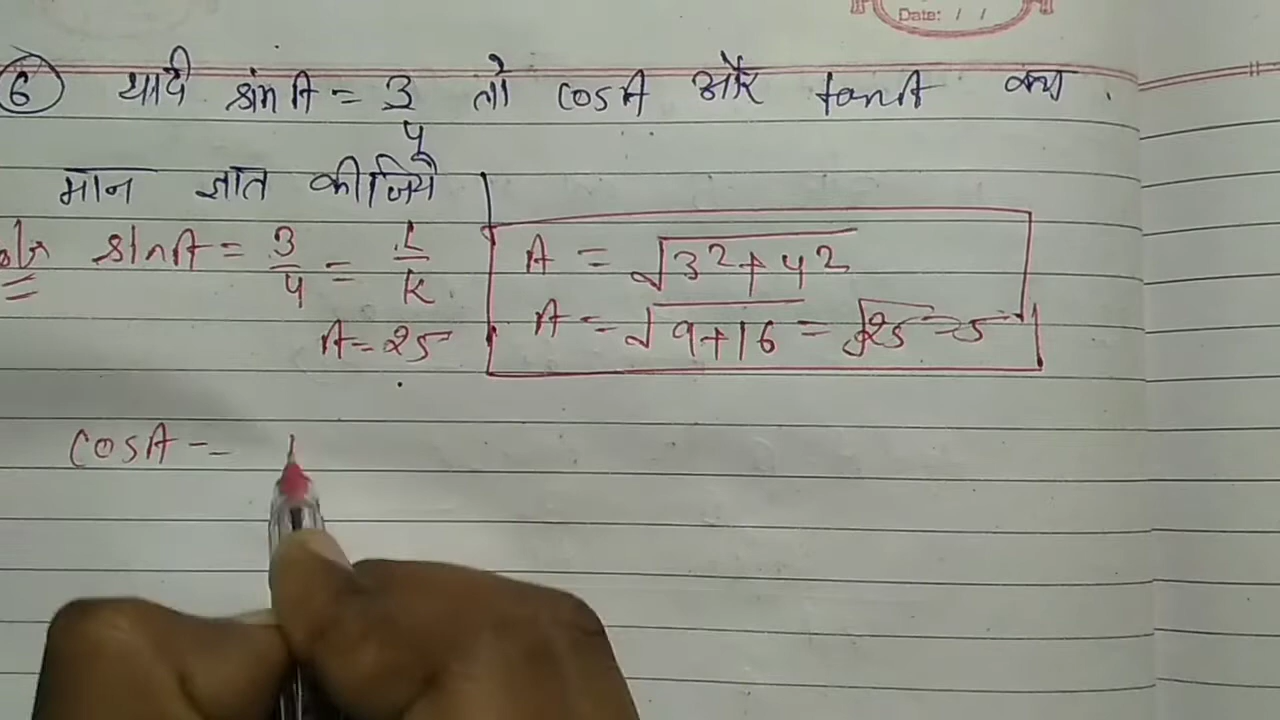 Date: / /
⑥ यदि sinA = 3/4 तो cosA और tanA का
मान ज्ञात कीजिये
sinA = 3/4 = L/K
A = √3²+4²
A = √9+16 = √25 = 5
A = 25
cosA =